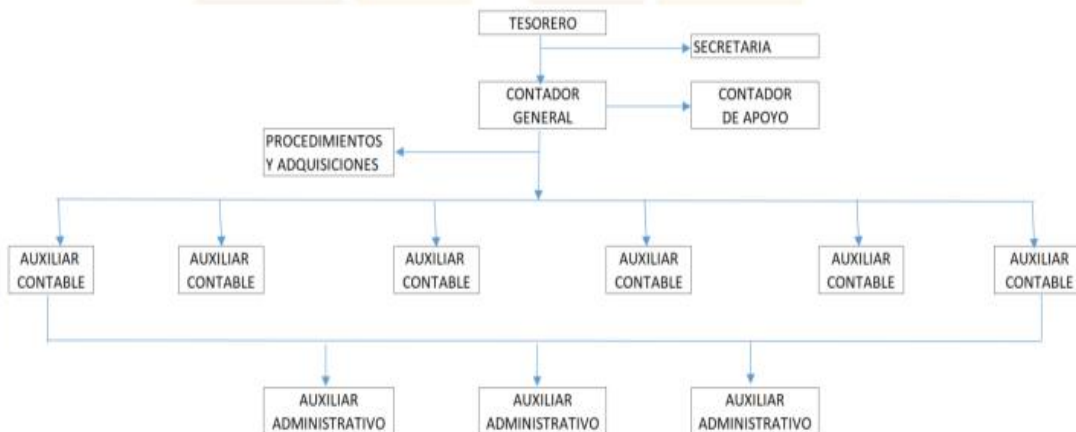 TESORERO
SECRETARIA
CONTADOR
GENERAL
CONTADOR
DE APOYO
PROCEDIMIENTOS
Y ADQUISICIONES
AUXILIAR
CONTABLE
AUXILIAR
CONTABLE
AUXILIAR
CONTABLE
AUXILIAR
CONTABLE
AUXILIAR
CONTABLE
AUXILIAR
CONTABLE
AUXILIAR
ADMINISTRATIVO
AUXILIAR
ADMINISTRATIVO
AUXILIAR
ADMINISTRATIVO